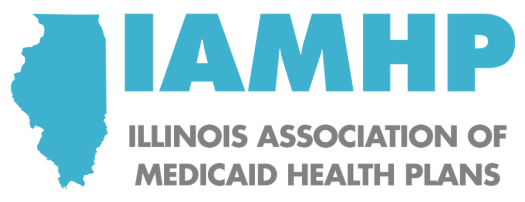 IAMHP
ILLINOIS ASSOCIATION OF
MEDICAID HEALTH PLANS